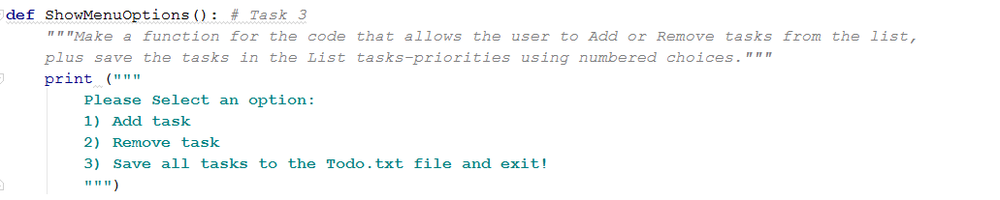 def ShowMenuOptions(): # Task 3
"""Make a function for the code that allows the user to Add or Remove tasks from the list,
plus save the tasks in the List tasks-priorities using numbered choices."""
print ("""
Please Select an option:
1) Add task
2) Remove task
3) Save all tasks to the Todo.txt file and exit!
""")